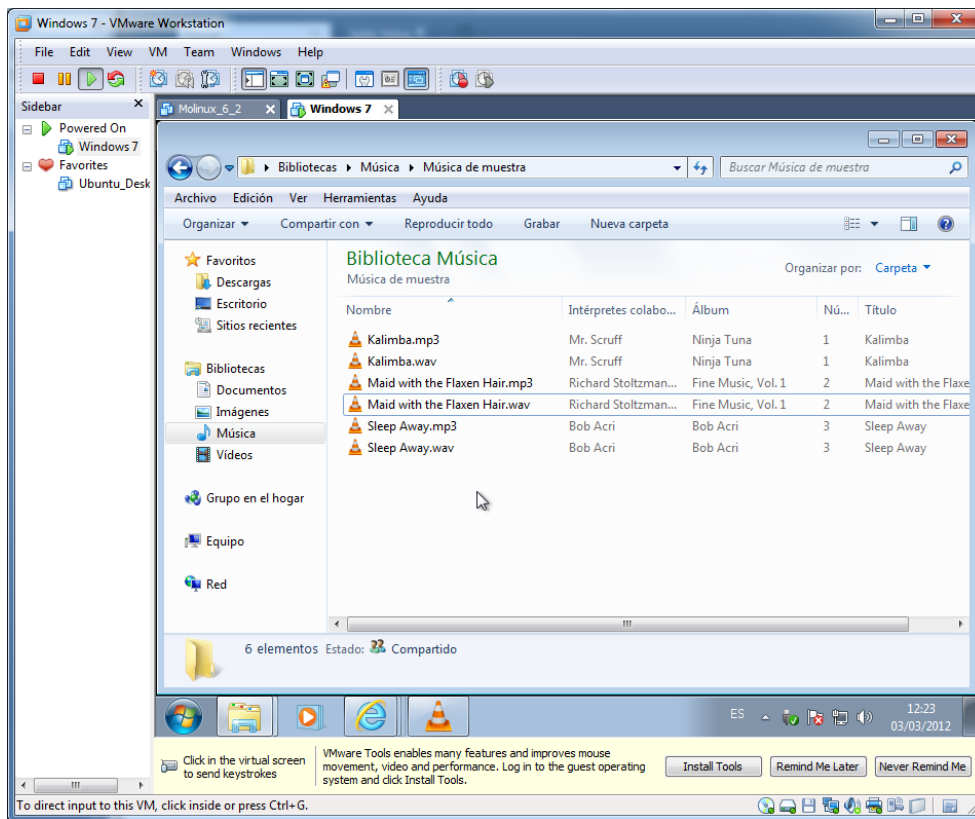 Windows 7 - VMware Workstation
File Edit View VM Team Windows Help
Sidebar
Powered On
Windows 7
Favorites
Ubuntu_Desk
Molinux_6_2 Windows 7
Bibliotecas Música Música de muestra Buscar Música de muestra
Archivo Edición Ver Herramientas Ayuda
Organizar Compartir con Reproducir todo Grabar Nueva carpeta
Favoritos
Descargas
Escritorio
Sitios recientes
Bibliotecas
Documentos
Imágenes
Música
Vídeos
Grupo en el hogar
Equipo
Red
Biblioteca Música
Música de muestra
Organizar por: Carpeta
Nombre Intérpretes colabo... Álbum Nú... Título
Kalimba.mp3 Mr. Scruff Ninja Tuna 1 Kalimba
Kalimba.wav Mr. Scruff Ninja Tuna 1 Kalimba
Maid with the Flaxen Hair.mp3 Richard Stoltzman... Fine Music, Vol. 1 2 Maid with the Flaxe
Maid with the Flaxen Hair.wav Richard Stoltzman... Fine Music, Vol. 1 2 Maid with the Flaxe
Sleep Away.mp3 Bob Acri Bob Acri 3 Sleep Away
Sleep Away.wav Bob Acri Bob Acri 3 Sleep Away
6 elementos Estado: Compartido
ES 12:23
03/03/2012
Click in the virtual screen
to send keystrokes
VMware Tools enables many features and improves mouse
movement, video and performance. Log in to the guest operating
system and click Install Tools.
Install Tools Remind Me Later Never Remind Me
To direct input to this VM, click inside or press Ctrl+G.